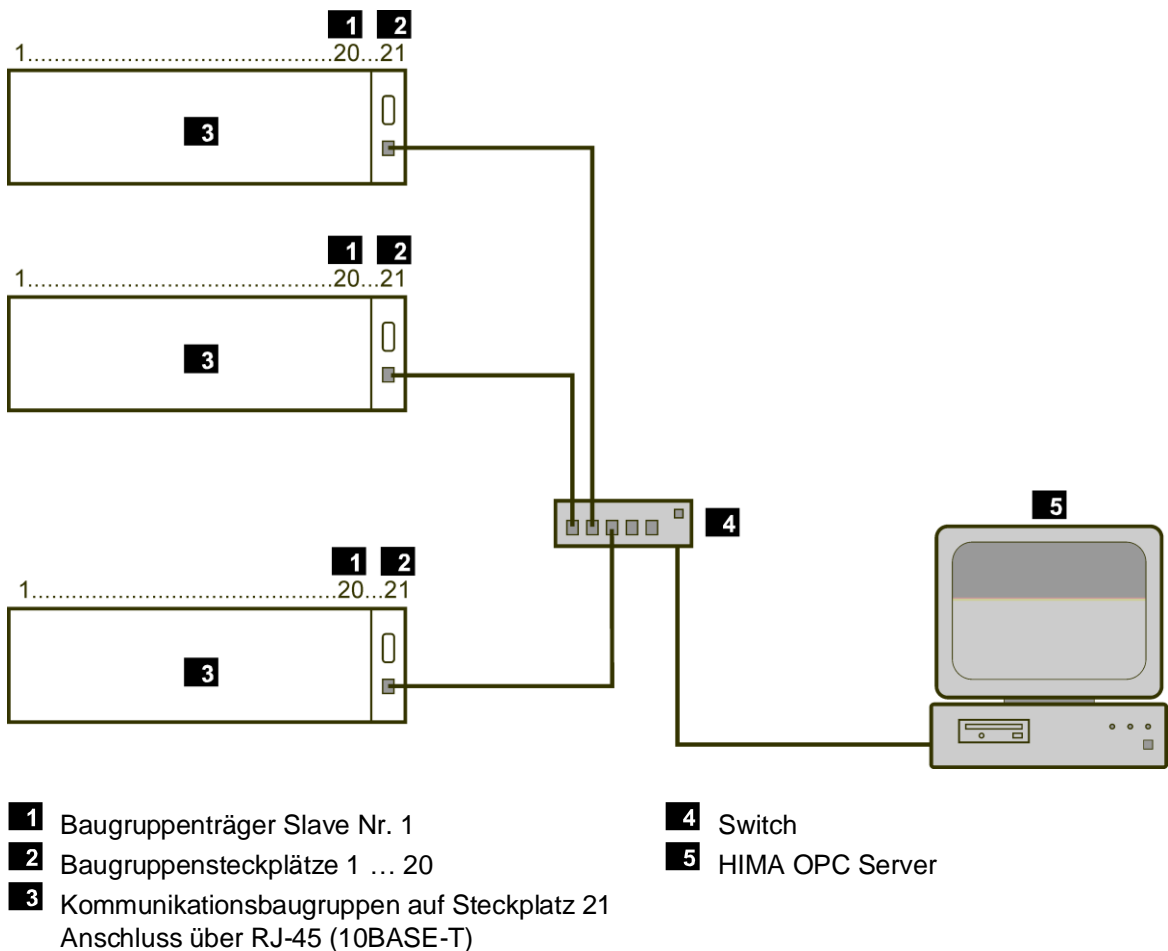 1 2
1..............................................20...21
3
1 2
1..............................................20...21
3
4
5
1 2
1..............................................20...21
3
1 Baugruppenträger Slave Nr. 1
2 Baugruppensteckplätze 1 … 20
3 Kommunikationsbaugruppen auf Steckplatz 21
Anschluss über RJ-45 (10BASE-T)
4 Switch
5 HIMA OPC Server